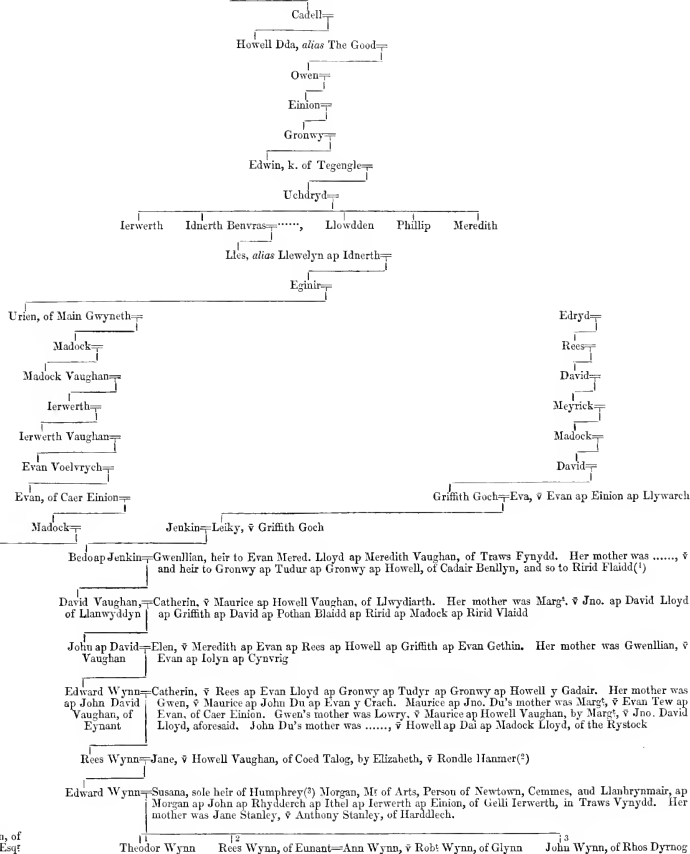 Cadell
Howell Dda, alias The Good
Owen
Einion
Gronwy
Edwin, k. of Tegengle
Uchdryd
Ierwerth Idnerth Benvras ......, Llowdden Phillip Meredith
Lles, alias Llewelyn ap Idnerth
Eginir
Urien, of Main Gwyneth Edryd
Madock Rees
Madock Vaughan David
Ierwerth Meyrick
Ierwerth Vaughan Madock
Evan Voelvrych David
Evan, of Caer Einion Griffith Goch=Eva, ṽ Evan ap Einion ap Llywarch
Madock Jenkin=Leiky, ṽ Griffith Goch
Bedo ap Jenkin=Gwenllian, heir to Evan Mered. Lloyd ap Meredith Vaughan, of Traws Fynydd. Her mother was ......, ṽ
and heir to Gronwy ap Tudur ap Gronwy ap Howell, of Cadair Benllyn, and so to Ririd Flaidd(¹)
David Vaughan,=Catherin, ṽ Maurice ap Howell Vaughan, of Llwydiarth. Her mother was Margᵗ. ṽ Jno. ap David Lloyd
of Llanwyddyn ap Griffith ap David ap Pothan Blaidd ap Ririd ap Madock ap Ririd Vlaidd
John ap David=Elen, ṽ Meredith ap Evan ap Rees ap Howell ap Griffith ap Evan Gethin. Her mother was Gwenllian, ṽ
Vaughan Evan ap Iolyn ap Cynvrig
Edward Wynn=Catherin, ṽ Rees ap Evan Lloyd ap Gronwy ap Tudyr ap Gronwy ap Howell y Gadair. Her mother was
ap John David Gwen, ṽ Maurice ap John Du ap Evan y Crach. Maurice ap Jno. Du's mother was Margᵗ, ṽ Evan Tew ap
Vaughan, of Evan, of Caer Einion. Gwen's mother was Lowry, ṽ Maurice ap Howell Vaughan, by Margᵗ, ṽ Jno. David
Eynant Lloyd, aforesaid. John Du's mother was ......, ṽ Howell ap Dai ap Madock Lloyd, of the Rystock
Rees Wynn=Jane, ṽ Howell Vaughan, of Coed Talog, by Elizabeth, ṽ Rondle Hanmer(²)
Edward Wynn=Susana, sole heir of Humphrey(³) Morgan, Mʳ of Arts, Person of Newtown, Cemmes, and Llanbrynmair, ap
Morgan ap John ap Rhydderch ap Ithel ap Ierwerth ap Einion, of Gelli Ierwerth, in Traws Vynydd. Her
mother was Jane Stanley, ṽ Anthony Stanley, of Harddlech.
n, of 1 2 3
Esqʳ Theodor Wynn Rees Wynn, of Eunant=Ann Wynn, ṽ Robᵗ Wynn, of Glynn John Wynn, of Rhos Dyrnog